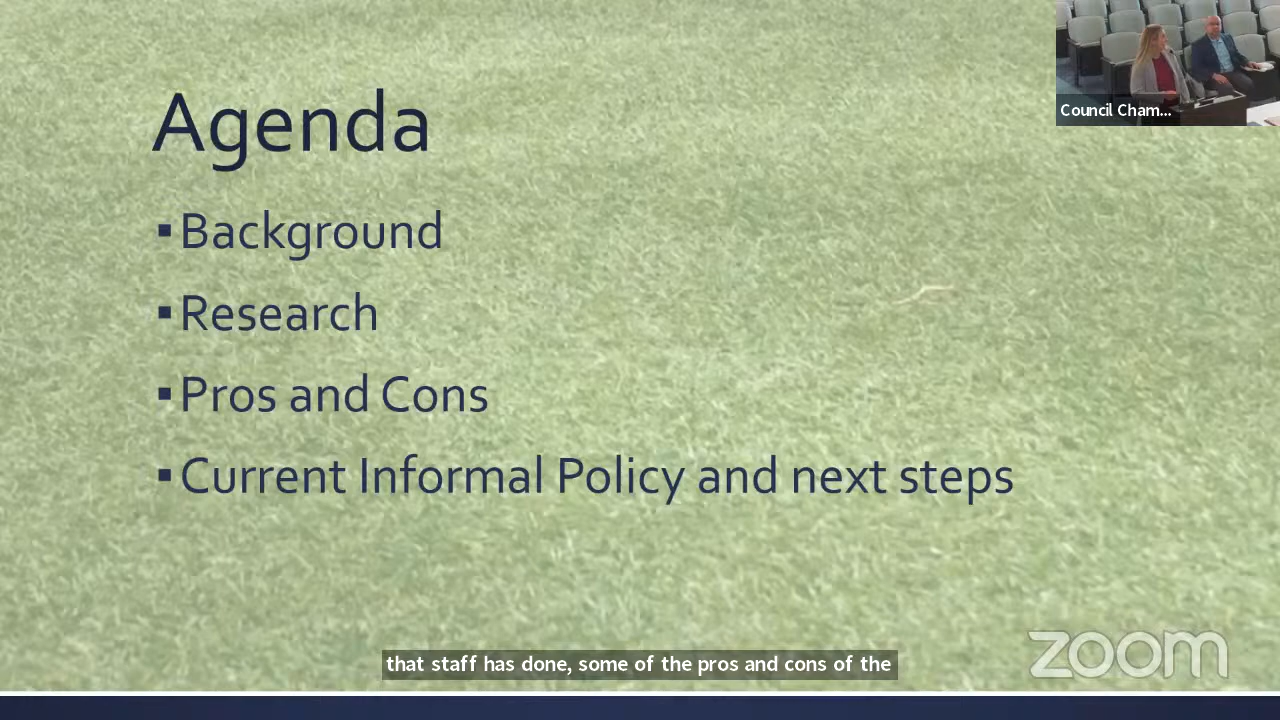 Council Cham...
Agenda
▪Background
▪Research
▪Pros and Cons
▪Current Informal Policy and next steps
that staff has done, some of the pros and cons of the
zoom